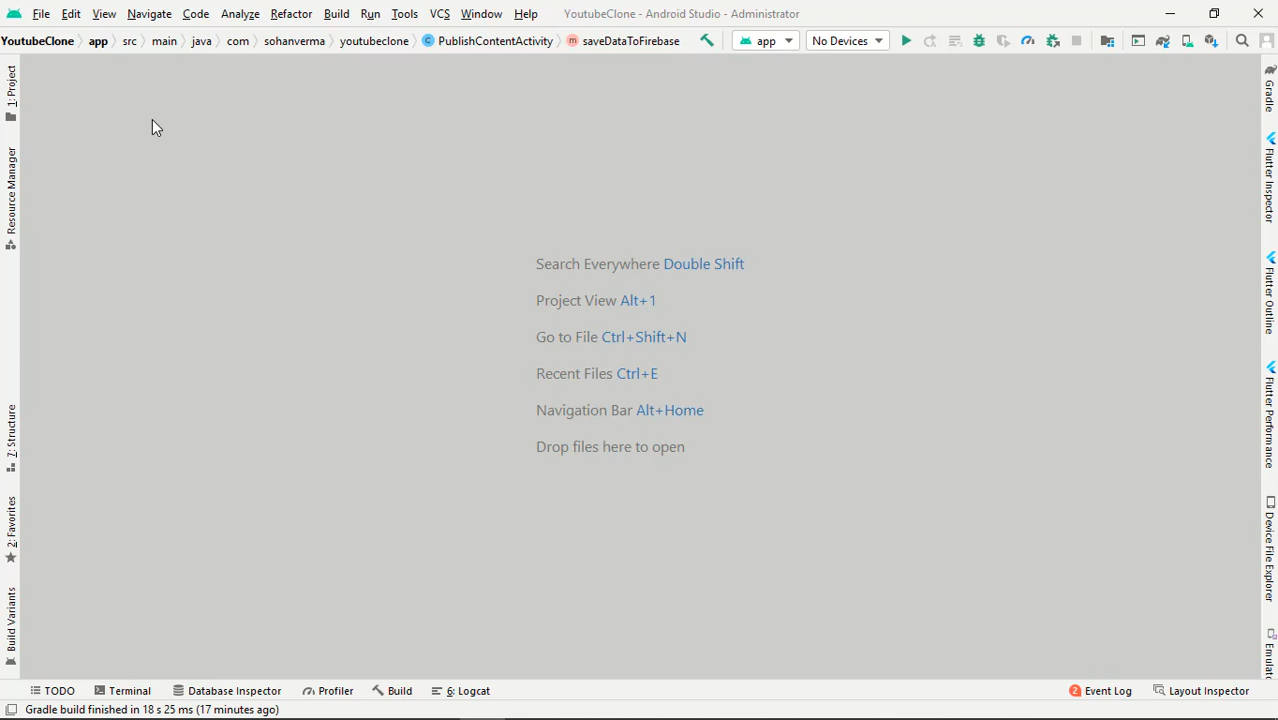 File Edit View Navigate Code Analyze Refactor Build Run Tools VCS Window Help YoutubeClone - Android Studio - Administrator
YoutubeClone app src main java com sohanverma youtubeclone C PublishContentActivity m saveDataToFirebase app No Devices
1: Project
Resource Manager
7: Structure
2: Favorites
Build Variants
Search Everywhere Double Shift
Project View Alt+1
Go to File Ctrl+Shift+N
Recent Files Ctrl+E
Navigation Bar Alt+Home
Drop files here to open
Gradle
Flutter Inspector
Flutter Outline
Flutter Performance
Device File Explorer
Emulato
TODO Terminal Database Inspector Profiler Build 6: Logcat 2 Event Log Layout Inspector
Gradle build finished in 18 s 25 ms (17 minutes ago)